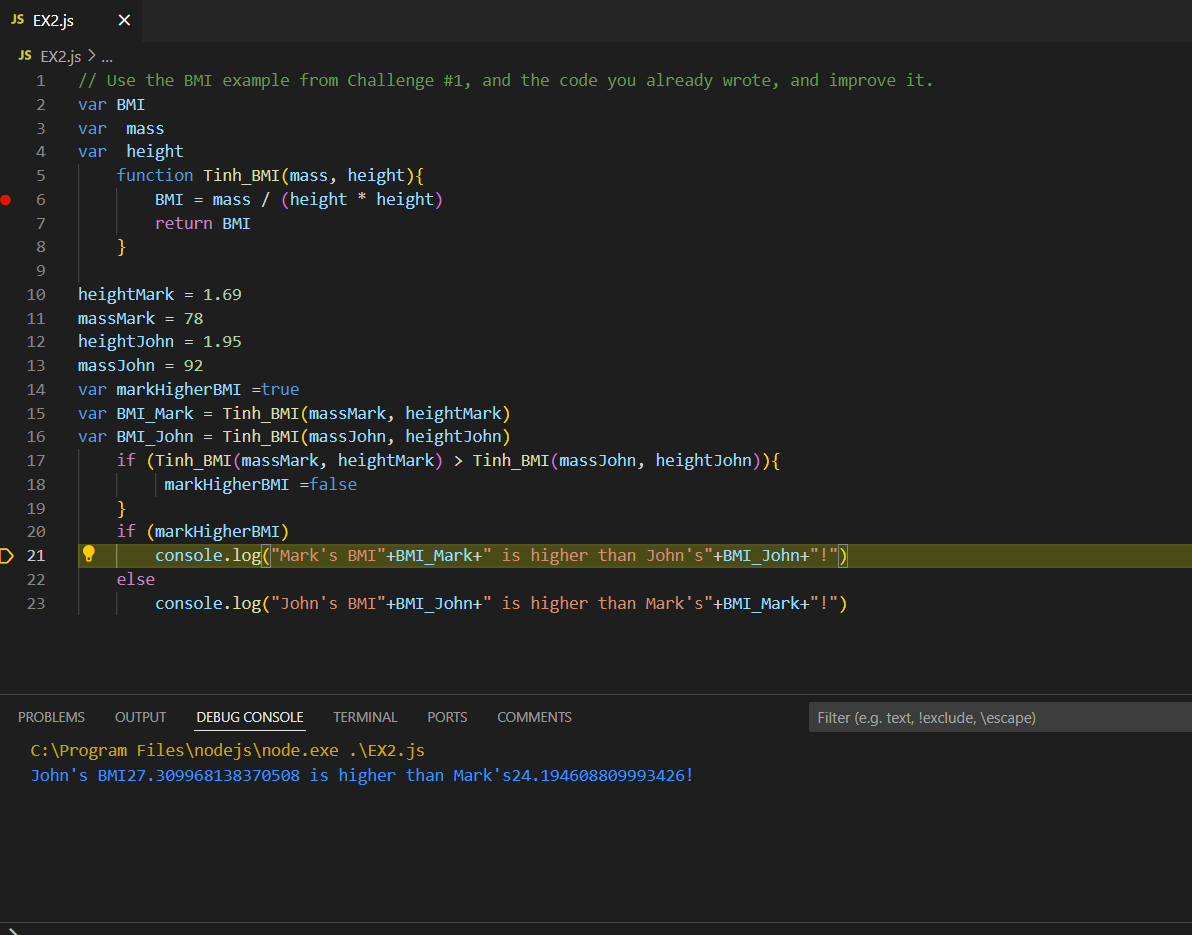 JS EX2.js ×
JS EX2.js > ...
1 // Use the BMI example from Challenge #1, and the code you already wrote, and improve it.
2 var BMI
3 var  mass
4 var  height
5     function Tinh_BMI(mass, height){
6         BMI = mass / (height * height)
7         return BMI
8     }
9
10 heightMark = 1.69
11 massMark = 78
12 heightJohn = 1.95
13 massJohn = 92
14 var markHigherBMI =true
15 var BMI_Mark = Tinh_BMI(massMark, heightMark)
16 var BMI_John = Tinh_BMI(massJohn, heightJohn)
17     if (Tinh_BMI(massMark, heightMark) > Tinh_BMI(massJohn, heightJohn)){
18          markHigherBMI =false
19     }
20     if (markHigherBMI)
21         console.log("Mark's BMI"+BMI_Mark+" is higher than John's"+BMI_John+"!")
22     else
23         console.log("John's BMI"+BMI_John+" is higher than Mark's"+BMI_Mark+"!")
PROBLEMS OUTPUT DEBUG CONSOLE TERMINAL PORTS COMMENTS Filter (e.g. text, !exclude, \escape)
C:\Program Files\nodejs\node.exe .\EX2.js
John's BMI27.309968138370508 is higher than Mark's24.194608809993426!